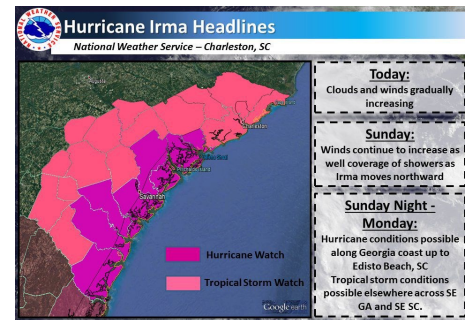 Hurricane Irma Headlines
National Weather Service – Charleston, SC
Charleston
Savannah
Hurricane Watch
Tropical Storm Watch
Google earth
Today:
Clouds and winds gradually
increasing
Sunday:
Winds continue to increase as
well coverage of showers as
Irma moves northward
Sunday Night -
Monday:
Hurricane conditions possible
along Georgia coast up to
Edisto Beach, SC
Tropical storm conditions
possible elsewhere across SE
GA and SE SC.